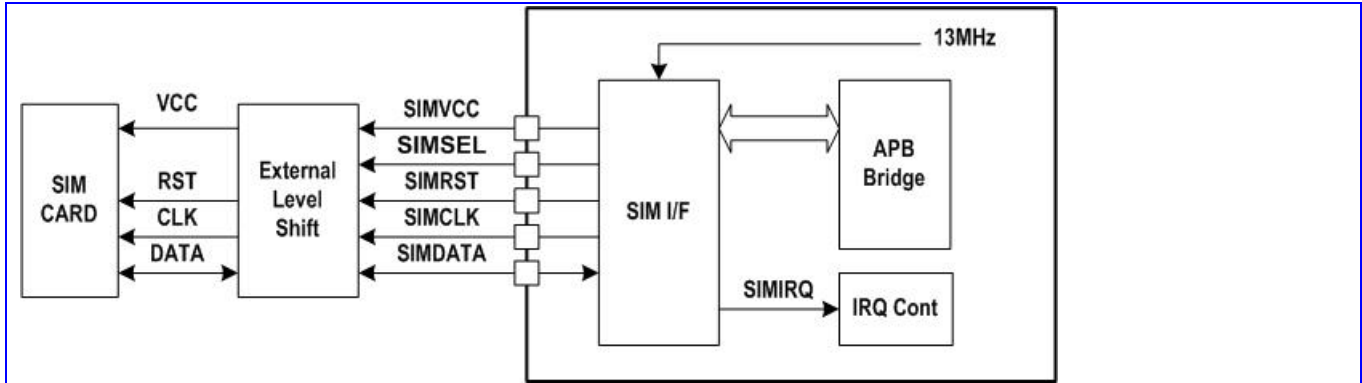 13MHz
VCC
SIMVCC
SIMSEL
RST
SIMRST
CLK
SIMCLK
DATA
SIMDATA
SIM
CARD
External
Level
Shift
SIM I/F
APB
Bridge
SIMIRQ
IRQ Cont